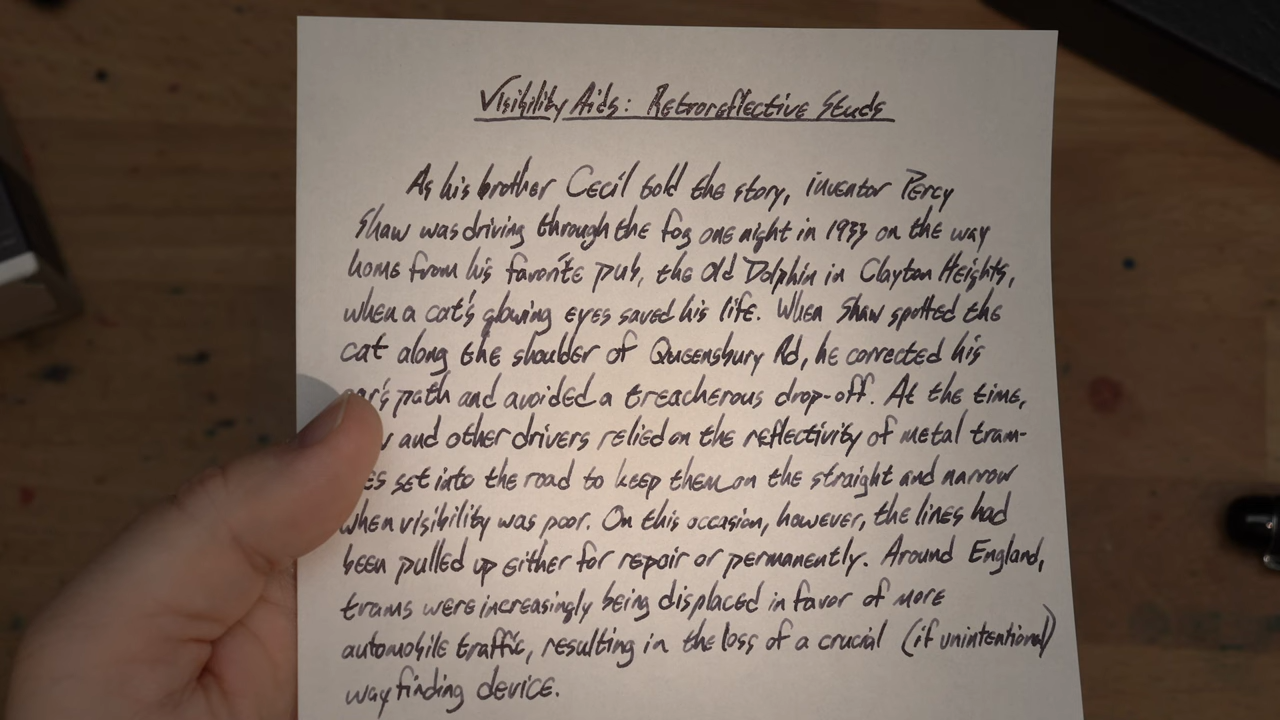 Visibility Aids: Retroreflective Studs
As his brother Cecil told the story, inventor Percy
Shaw was driving through the fog one night in 1933 on the way
home from his favorite pub, the Old Dolphin in Clayton Heights,
when a cat's glowing eyes saved his life. When Shaw spotted the
cat along the shoulder of Queensbury Rd, he corrected his
car's path and avoided a treacherous drop-off. At the time,
and other drivers relied on the reflectivity of metal tram-
set into the road to keep them on the straight and narrow
when visibility was poor. On this occasion, however, the lines had
been pulled up either for repair or permanently. Around England,
trams were increasingly being displaced in favor of more
automobile traffic, resulting in the loss of a crucial (if unintentional)
wayfinding device.